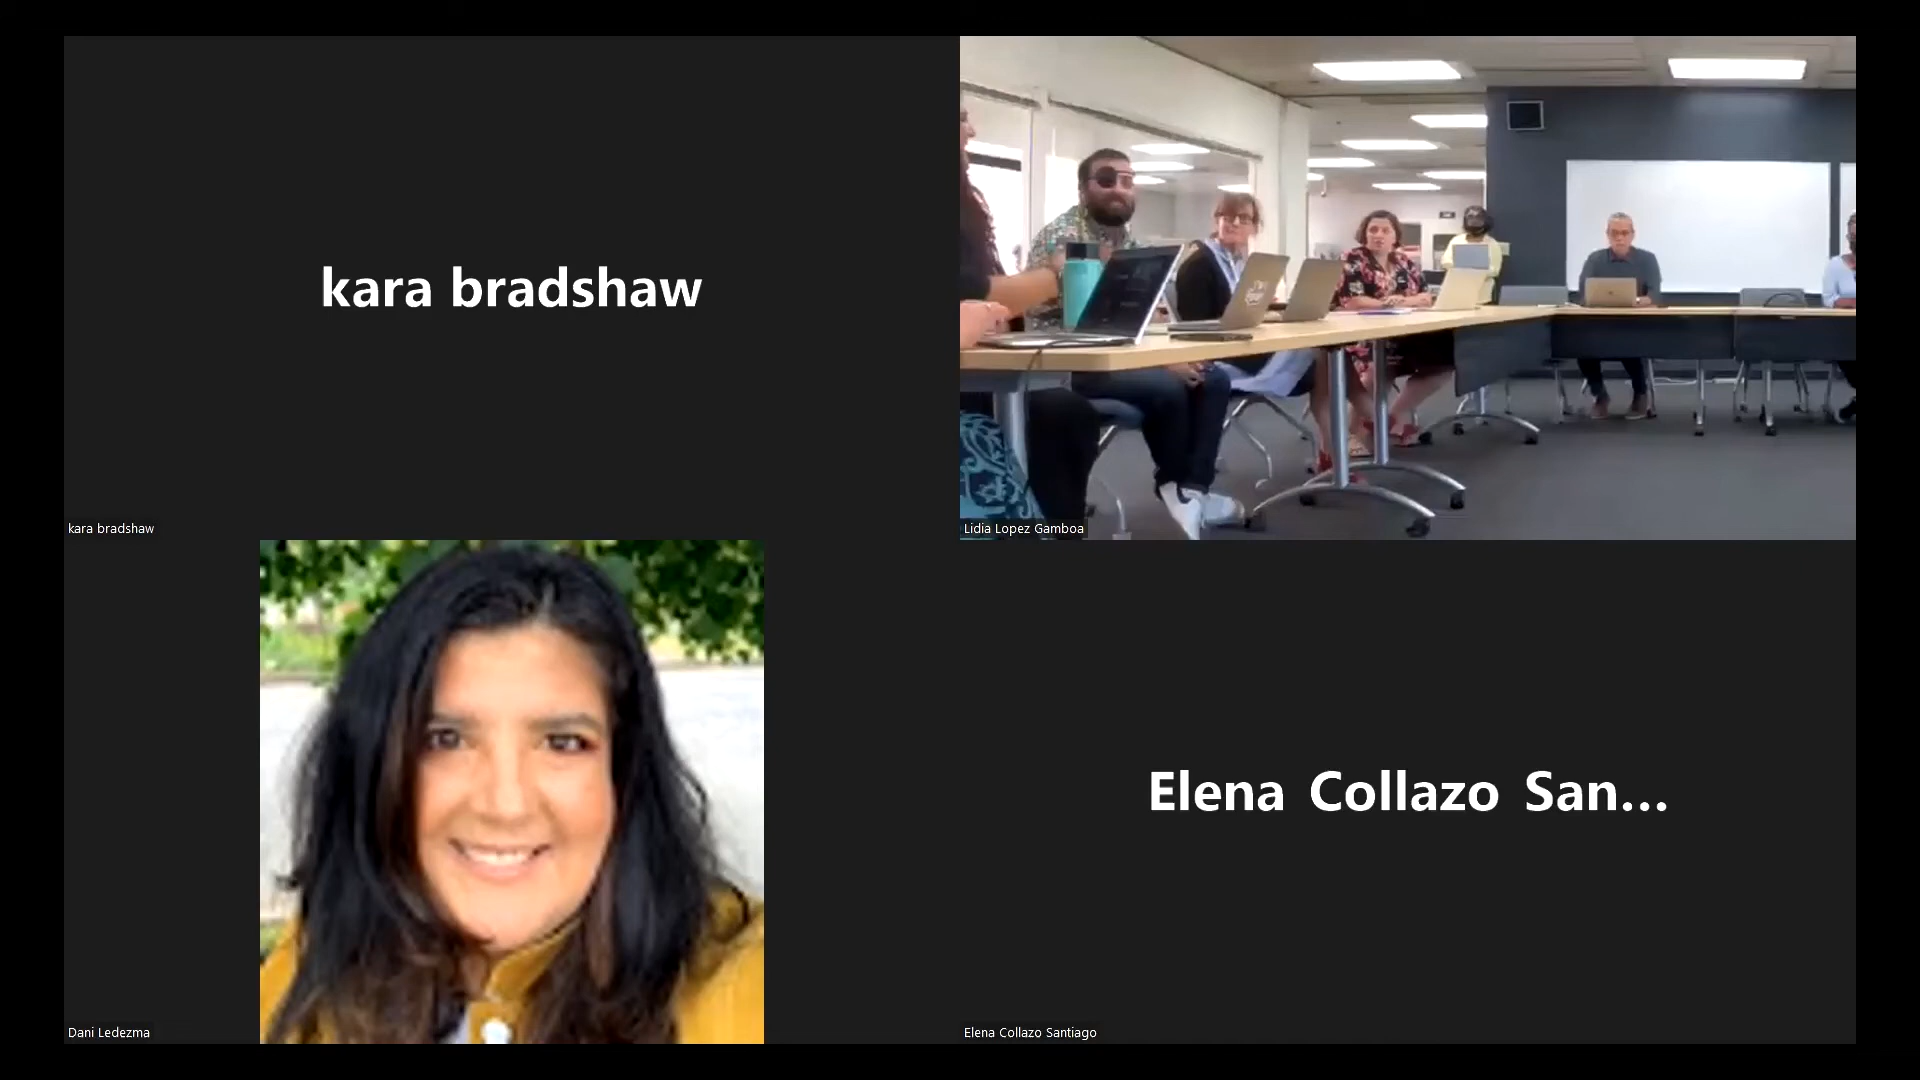 kara bradshaw
kara bradshaw
Lidia Lopez Gamboa
Dani Ledezma
Elena Collazo San...
Elena Collazo Santiago